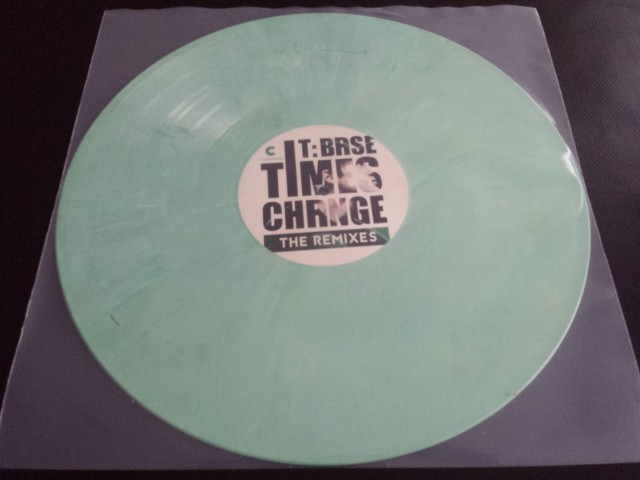 C
T:BASE
TIMES
CHANGE
THE REMIXES